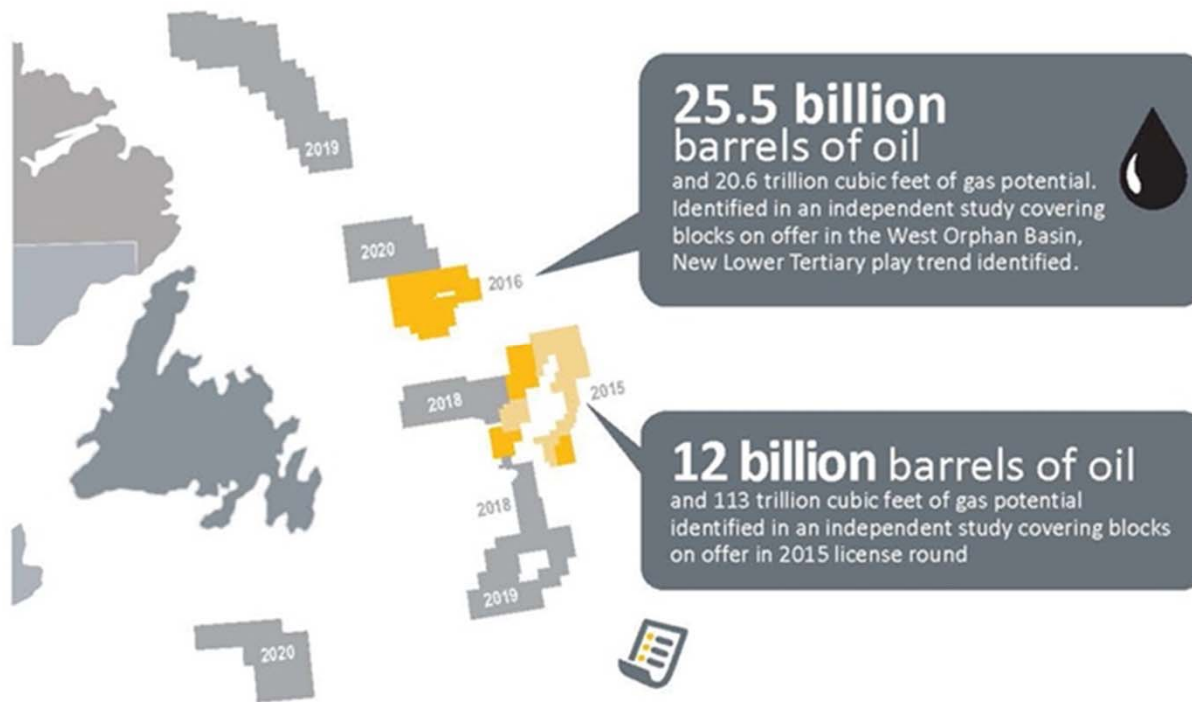 2019
25.5 billion
barrels of oil
and 20.6 trillion cubic feet of gas potential.
Identified in an independent study covering
blocks on offer in the West Orphan Basin,
New Lower Tertiary play trend identified.
2020
2016
2015
2018
12 billion barrels of oil
and 113 trillion cubic feet of gas potential
identified in an independent study covering blocks
on offer in 2015 license round
2018
2019
2020